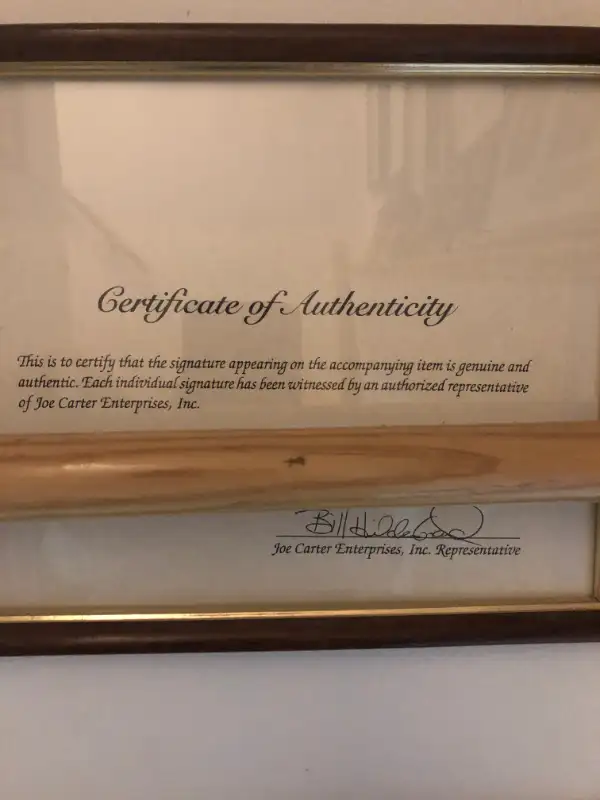 Certificate of Authenticity
This is to certify that the signature appearing on the accompanying item is genuine and
authentic. Each individual signature has been witnessed by an authorized representative
of Joe Carter Enterprises, Inc.
Bill
Joe Carter Enterprises, Inc. Representative